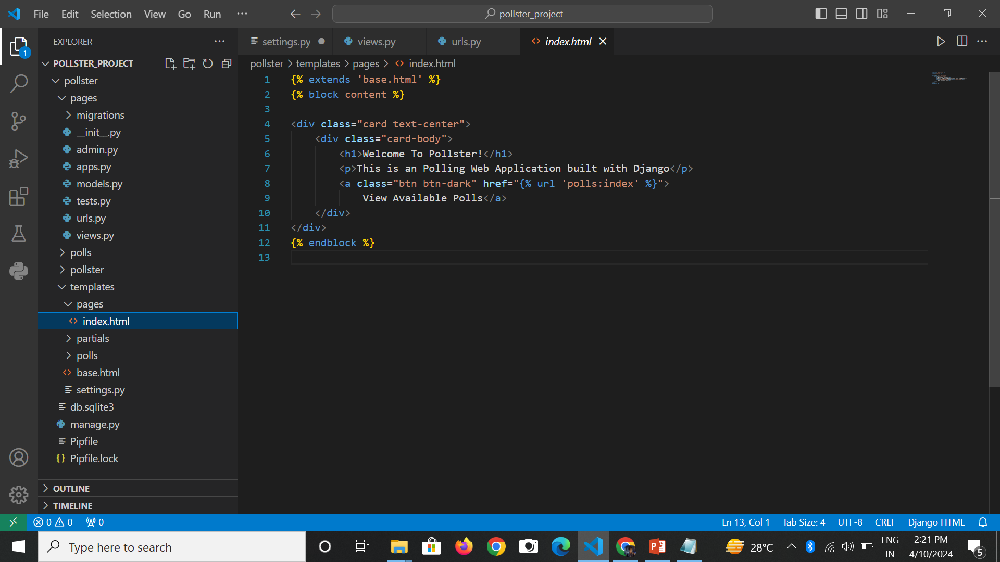 File Edit Selection View Go Run ··· pollster_project
EXPLORER ···
settings.py views.py urls.py index.html
POLLSTER_PROJECT
pollster
pages
migrations
__init__.py
admin.py
apps.py
models.py
tests.py
urls.py
views.py
polls
pollster
templates
pages
index.html
partials
polls
base.html
settings.py
db.sqlite3
manage.py
Pipfile
Pipfile.lock
OUTLINE
TIMELINE
1
pollster > templates > pages > index.html
1 {% extends 'base.html' %}
2 {% block content %}
3
4 <div class="card text-center">
5     <div class="card-body">
6         <h1>Welcome To Pollster!</h1>
7         <p>This is an Polling Web Application built with Django</p>
8         <a class="btn btn-dark" href="{% url 'polls:index' %}">
9             View Available Polls</a>
10     </div>
11 </div>
12 {% endblock %}
13
0 0 0 Ln 13, Col 1 Tab Size: 4 UTF-8 CRLF Django HTML
Type here to search
28°C
ENG
IN
2:21 PM
4/10/2024
5